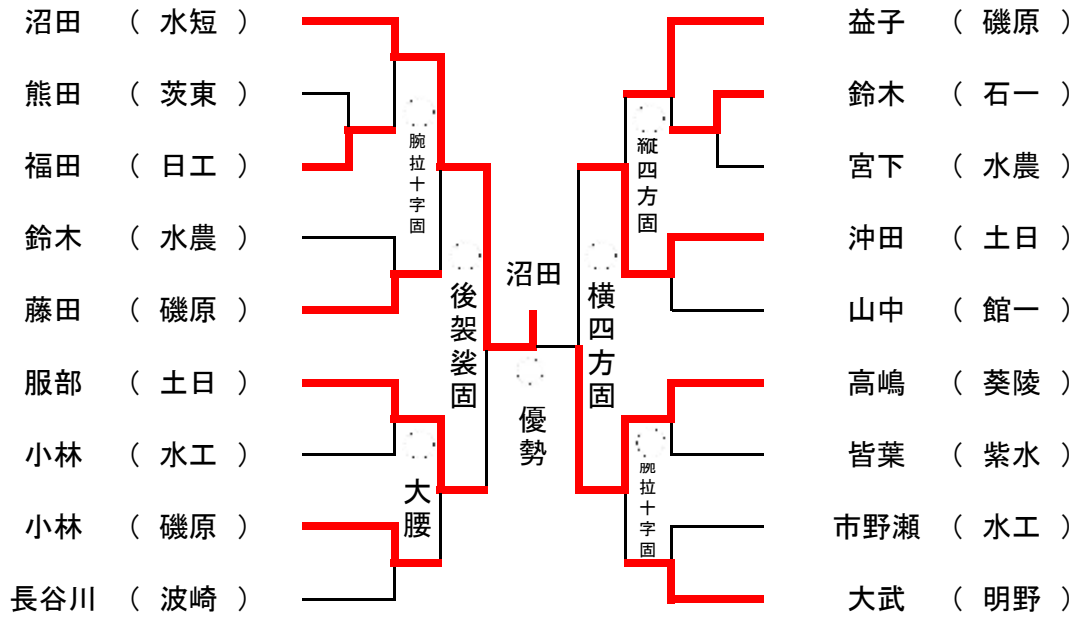 沼田 （ 水短 ）
熊田 （ 茨東 ）
福田 （ 日工 ）
鈴木 （ 水農 ）
藤田 （ 磯原 ）
服部 （ 土日 ）
小林 （ 水工 ）
小林 （ 磯原 ）
長谷川 （ 波崎 ）
腕拉十字固
大腰
後袈裟固
沼田
優勢
横四方固
縦四方固
腕拉十字固
益子 （ 磯原 ）
鈴木 （ 石一 ）
宮下 （ 水農 ）
沖田 （ 土日 ）
山中 （ 館一 ）
高嶋 （ 葵陵 ）
皆葉 （ 紫水 ）
市野瀬 （ 水工 ）
大武 （ 明野 ）